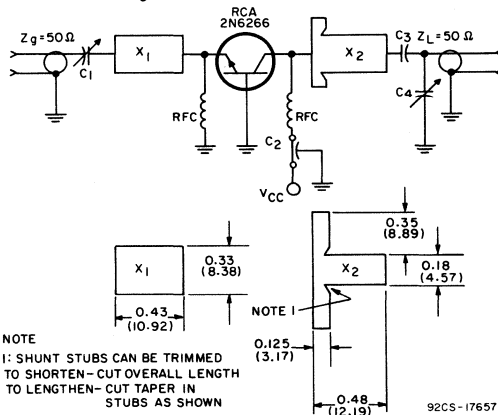 RCA
2N6266
Zg=50Ω
C1
X1
RFC
RFC
C2
VCC
X2
C3
ZL=50Ω
C4
X1
0.33
(8.38)
0.43
(10.92)
X2
0.35
(8.89)
0.18
(4.57)
NOTE 1
0.125
(3.17)
0.48
(12.19)
NOTE
1: SHUNT STUBS CAN BE TRIMMED
TO SHORTEN-CUT OVERALL LENGTH
TO LENGTHEN-CUT TAPER IN
STUBS AS SHOWN
92CS-17657